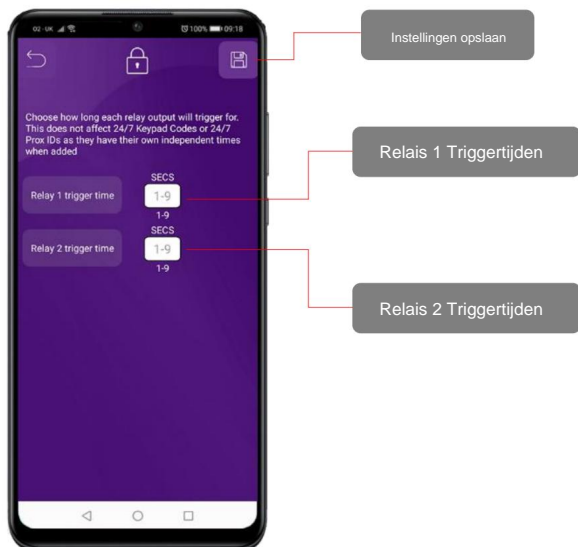 O2-UK 100% 09:18
Instellingen opslaan
Choose how long each relay output will trigger for.
This does not affect 24/7 Keypad Codes or 24/7
Prox IDs as they have their own independent times
when added
Relais 1 Triggertijden
SECS
Relay 1 trigger time 1-9
1-9
SECS
Relay 2 trigger time 1-9
1-9
Relais 2 Triggertijden